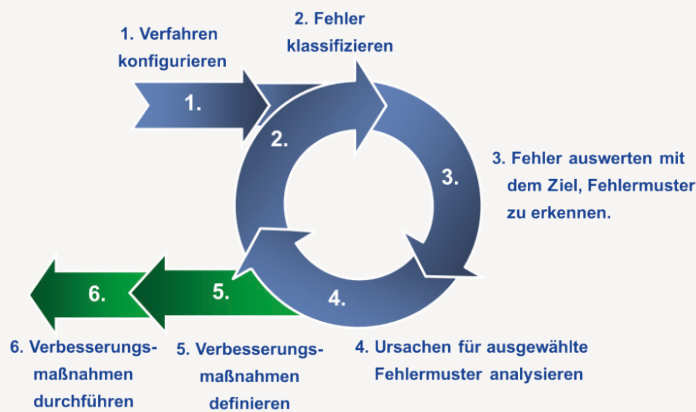 1. Verfahren
konfigurieren
2. Fehler
klassifizieren
1.
2.
3.
3. Fehler auswerten mit
dem Ziel, Fehlermuster
zu erkennen.
6.
5.
4.
6. Verbesserungs-
maßnahmen
durchführen
5. Verbesserungs-
maßnahmen
definieren
4. Ursachen für ausgewählte
Fehlermuster analysieren